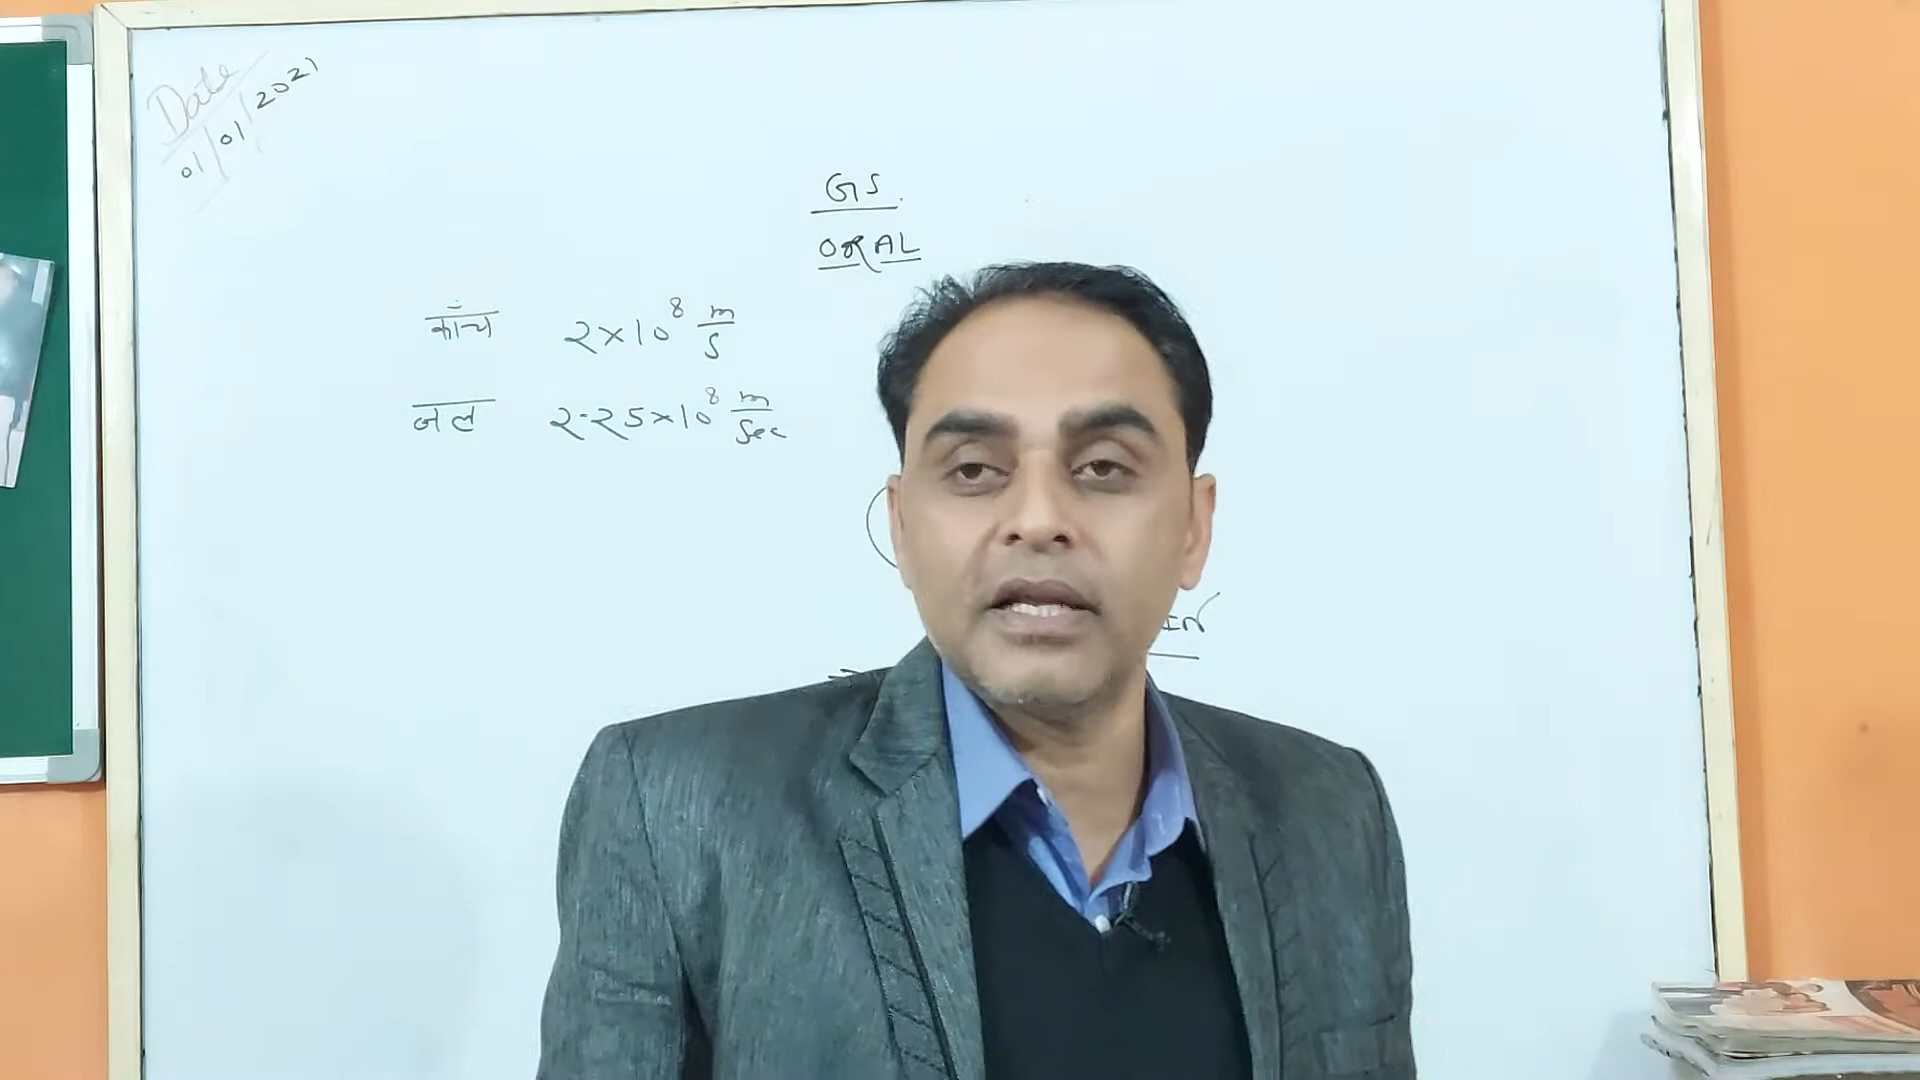 Date
01/01/2021
GS.
ORAL
काँच 2×10⁸ m/s
जल 2.25×10⁸ m/Sec